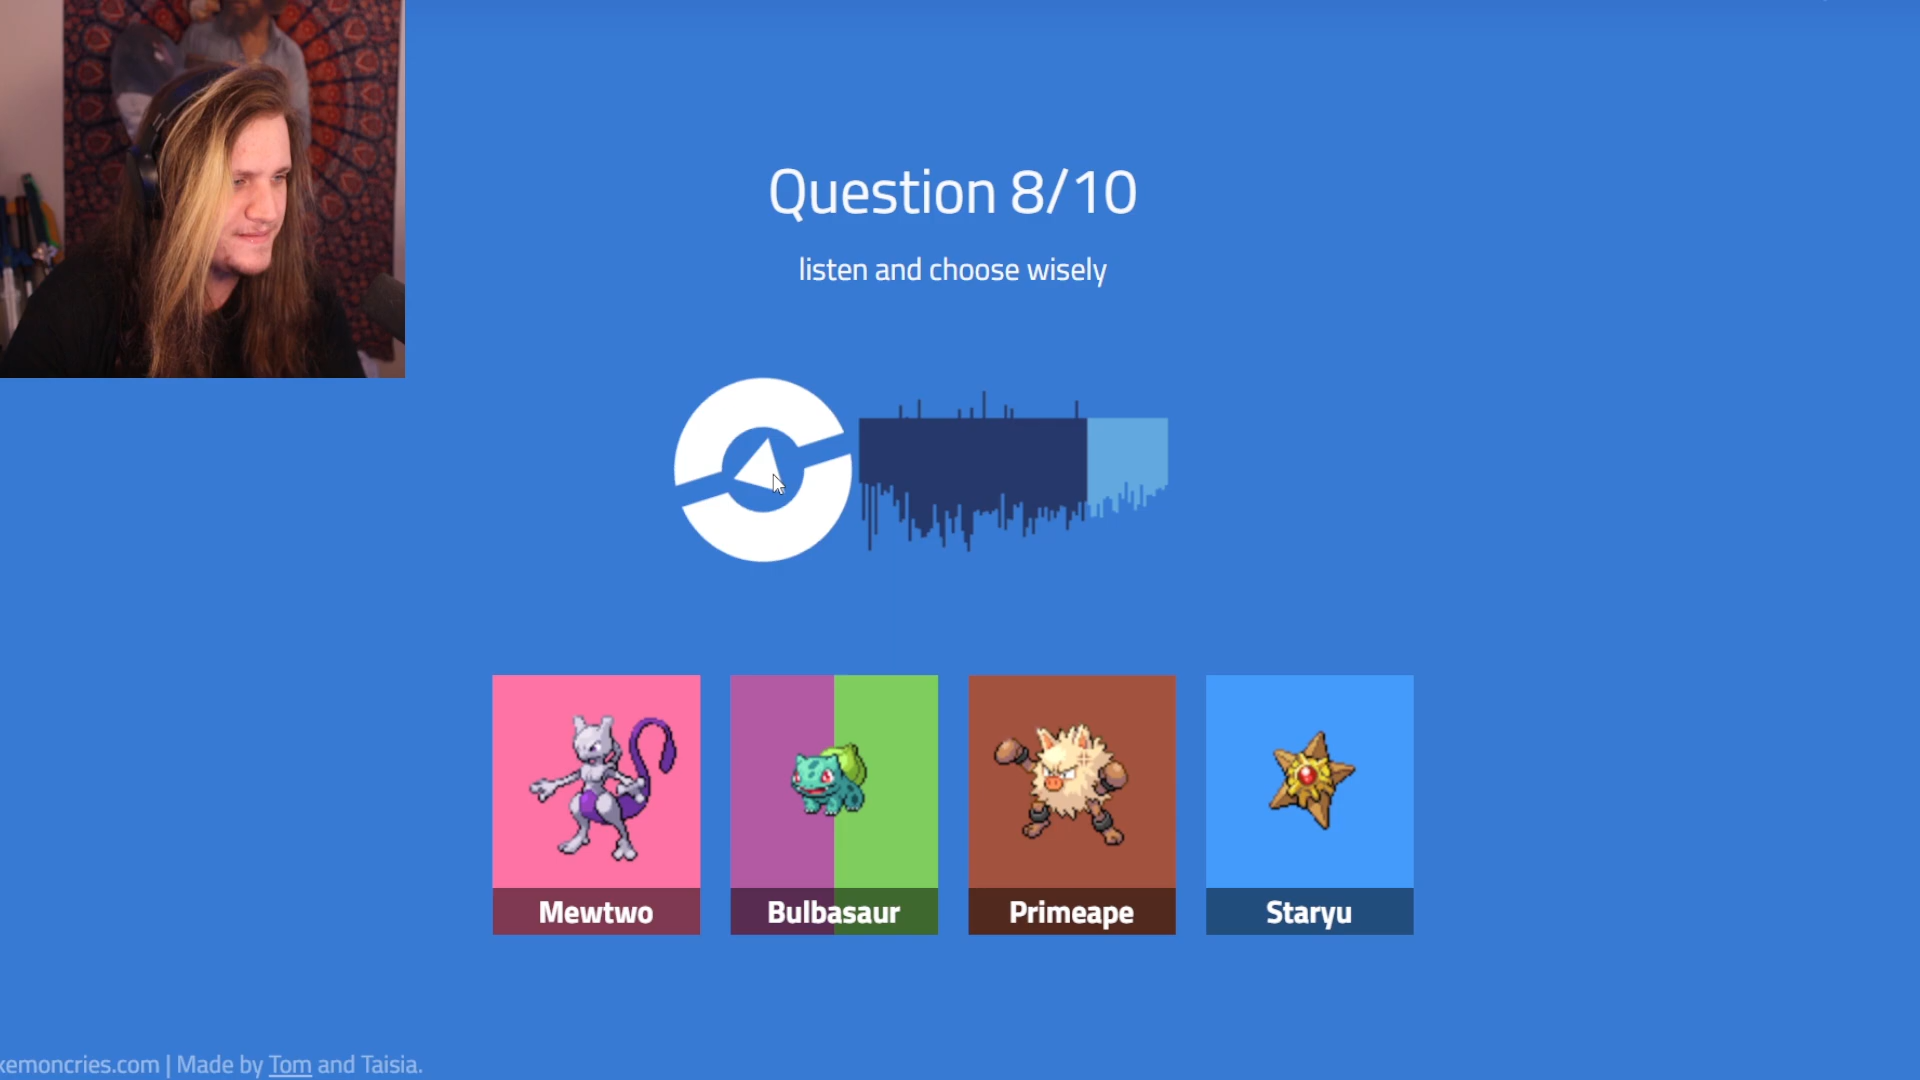 Question 8/10
listen and choose wisely
Mewtwo
Bulbasaur
Primeape
Staryu
kemoncries.com | Made by Tom and Taisia.